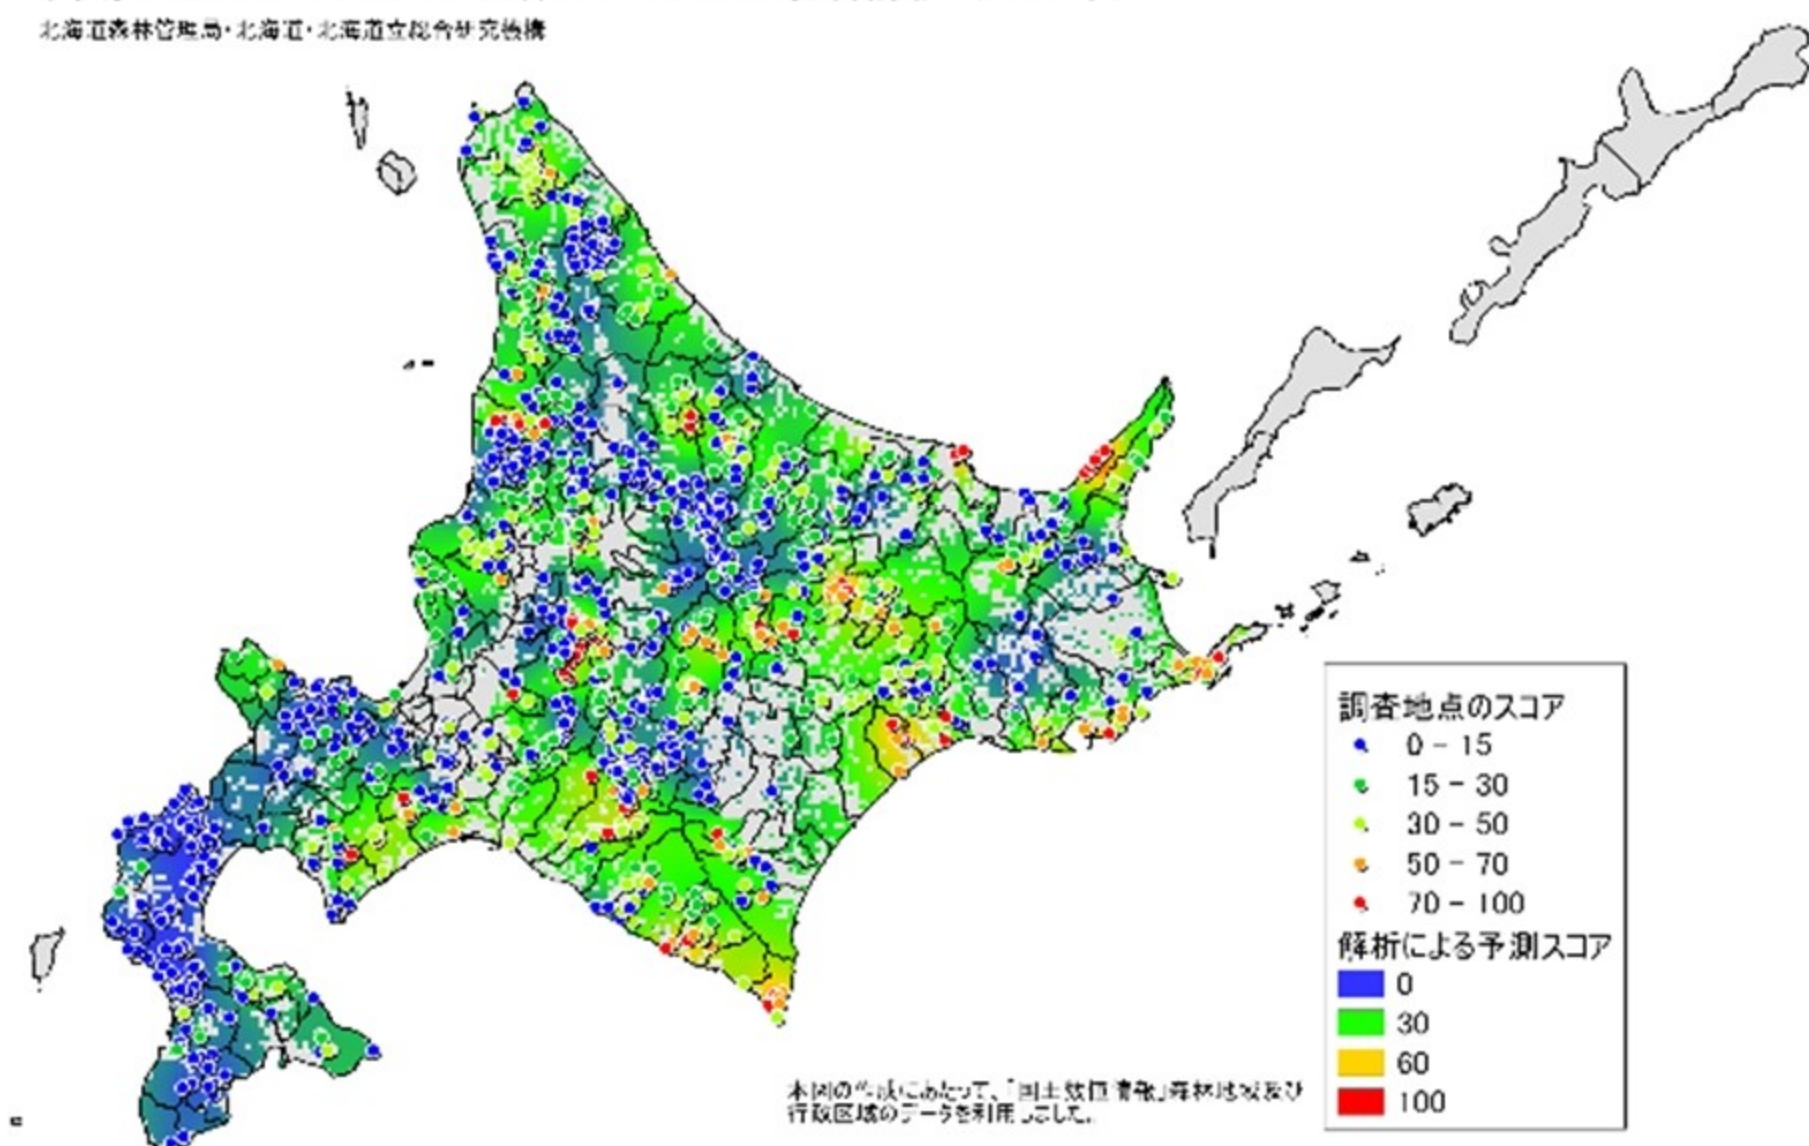 北海道森林管理局・北海道・北海道立総合研究機構
調査地点のスコア
0 - 15
15 - 30
30 - 50
50 - 70
70 - 100
解析による予測スコア
0
30
60
100
本図の作成にあたって、「国土数値情報」森林地域及び
行政区域のデータを利用しました。